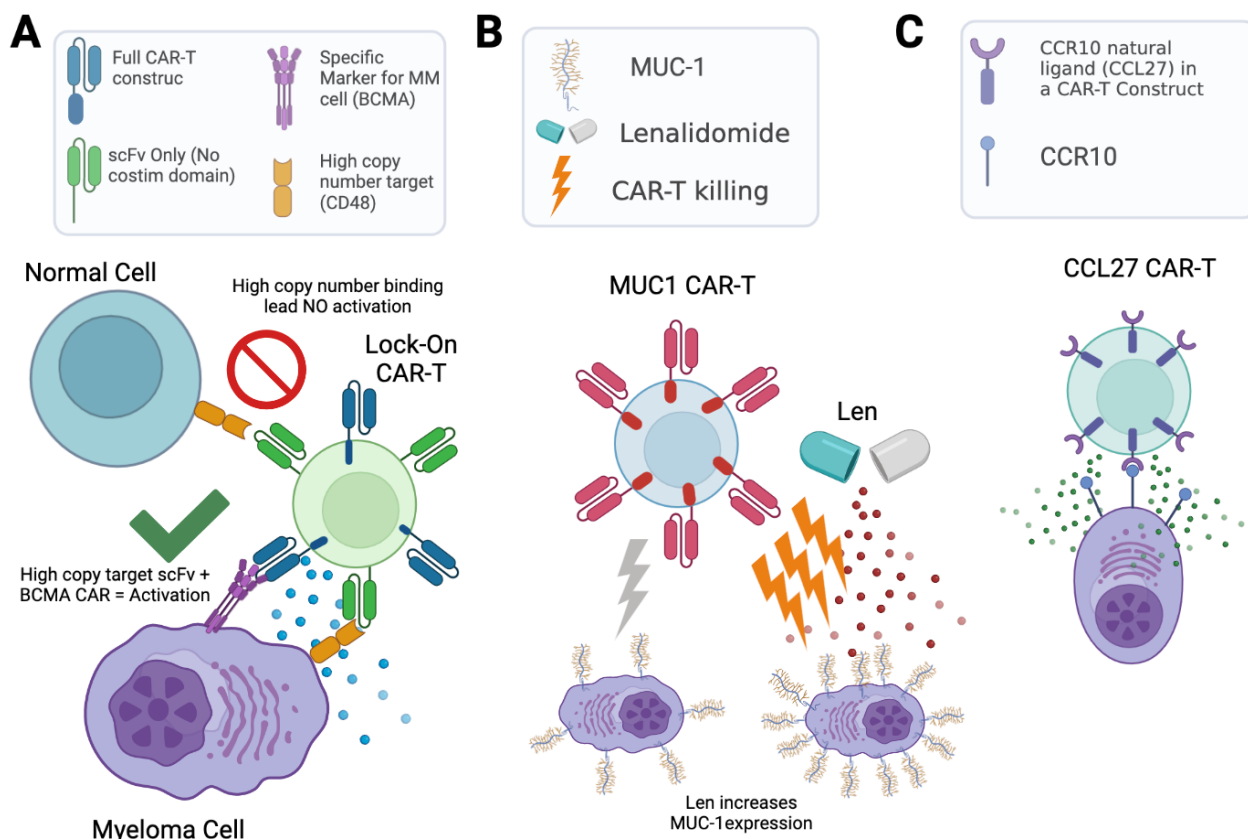 A
Full CAR-T
construc
Specific
Marker for MM
cell (BCMA)
scFv Only (No
costim domain)
High copy
number target
(CD48)
Normal Cell
High copy number binding
lead NO activation
Lock-On
CAR-T
High copy target scFv +
BCMA CAR = Activation
Myeloma Cell
B
MUC-1
Lenalidomide
CAR-T killing
MUC1 CAR-T
Len
Len increases
MUC-1expression
C
CCR10 natural
ligand (CCL27) in
a CAR-T Construct
CCR10
CCL27 CAR-T